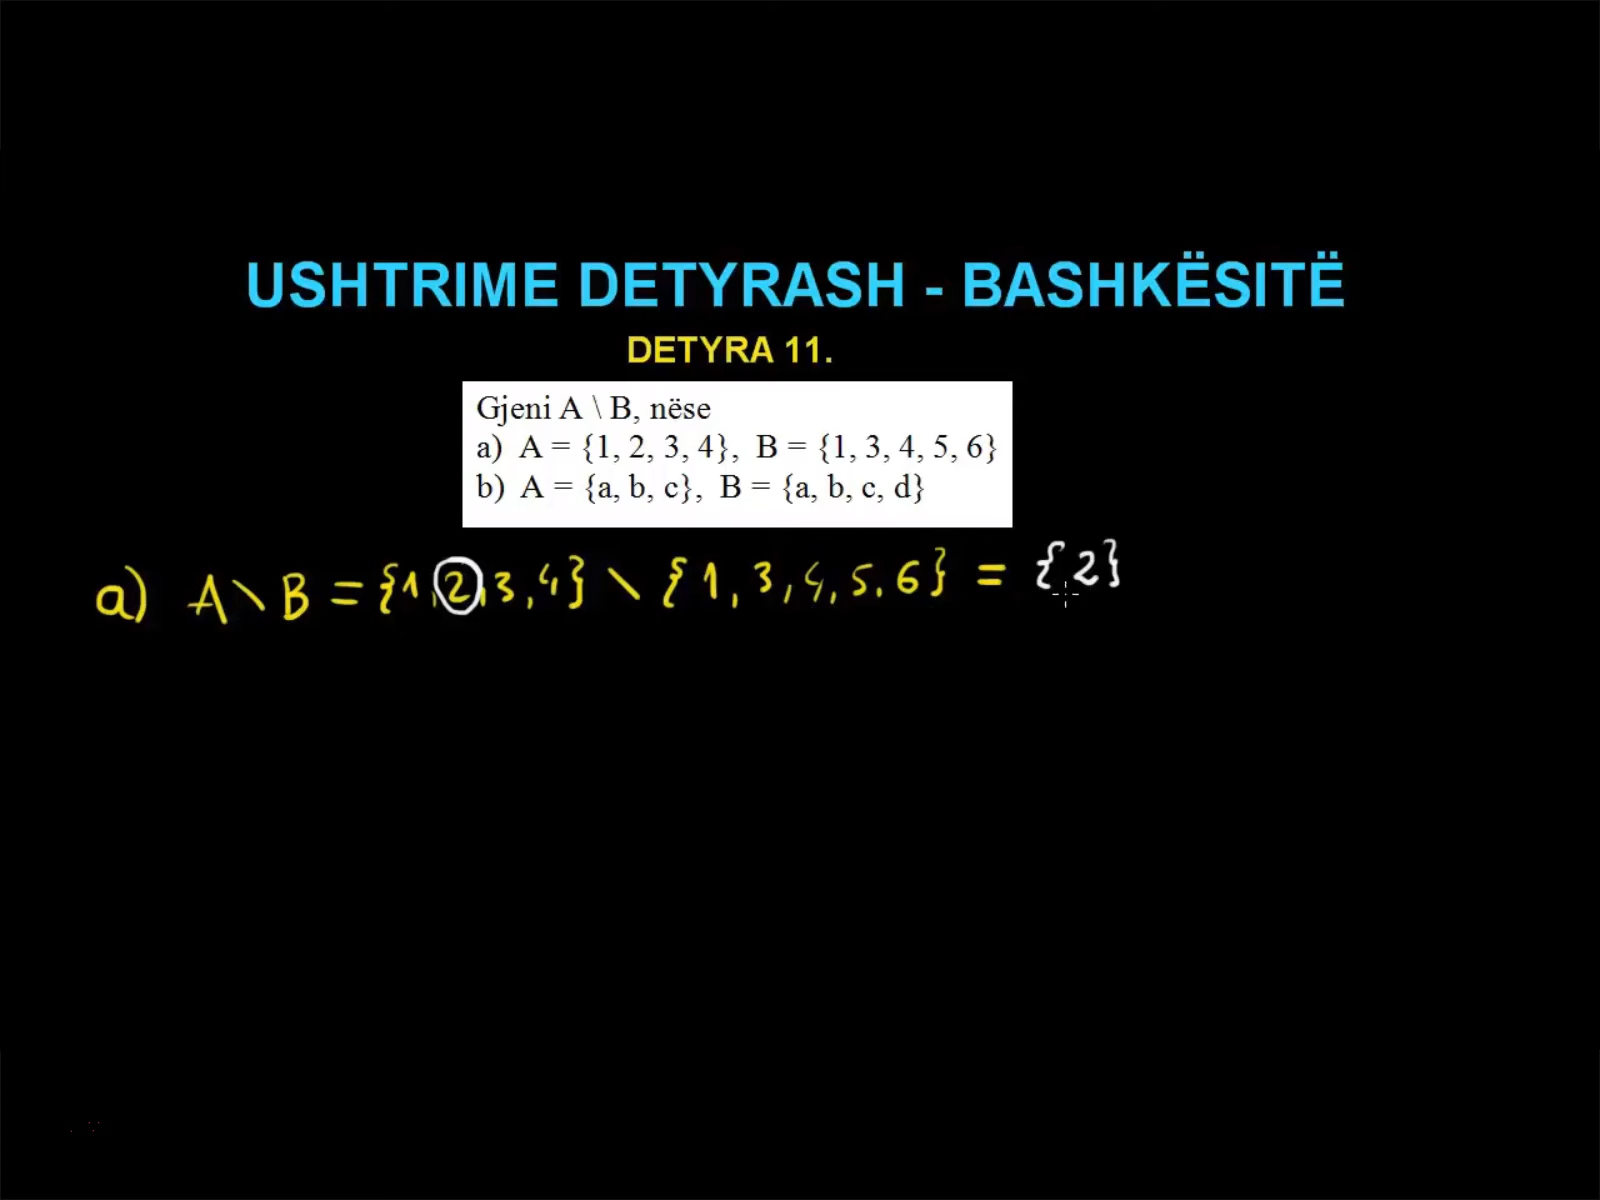 USHTRIME DETYRASH - BASHKËSITË
DETYRA 11.
Gjeni A \ B, nëse
a) A = {1, 2, 3, 4}, B = {1, 3, 4, 5, 6}
b) A = {a, b, c}, B = {a, b, c, d}
a) A \ B = {1, 2, 3, 4} \ {1, 3, 4, 5. 6} = {2}